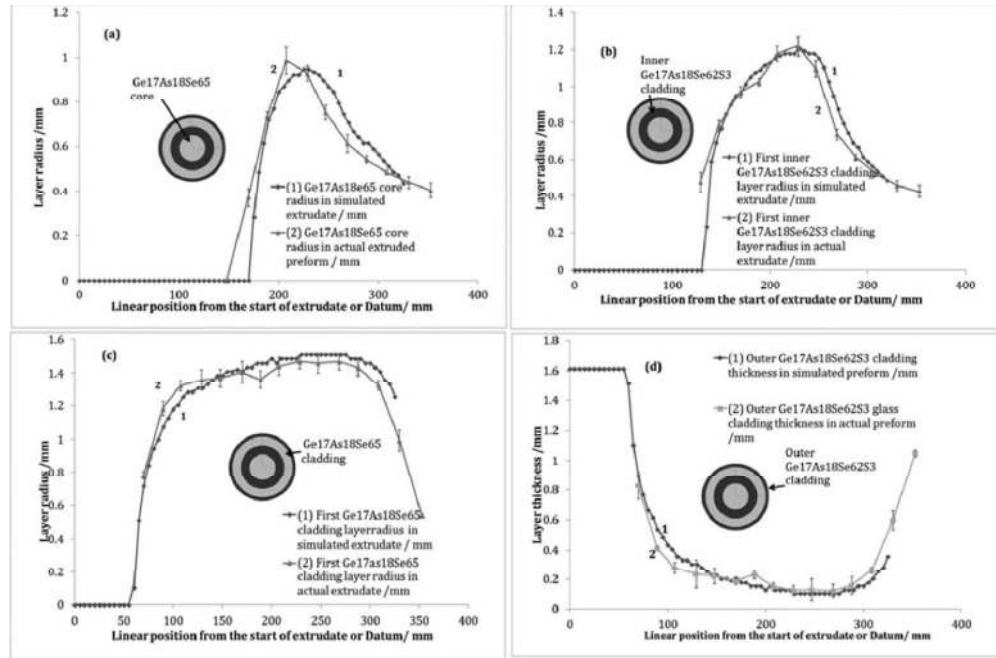 (a)
1.2
1
0.8
0.6
0.4
0.2
0
0
100
200
300
400
Layer radius /mm
Linear position from the start of extrudate or Datum/ mm
Ge17As18Se65
core
2
1
(1) Ge17As18e65 core
radius in simulated
extrudate / mm
(2) Ge17As18Se65 core
radius in actual extruded
preform / mm
(b)
1.4
1.2
1
0.8
0.6
0.4
0.2
0
0
100
200
300
400
Layer radius /mm
Linear position from the start of extrudate or Datum/ mm
Inner
Ge17As18Se62S3
cladding
1
2
(1) First inner
Ge17As18Se62S3 cladding
layer radius in simulated
extrudate / mm
(2) First inner
Ge17As18Se62S3 cladding
layer radius in actual
extrudate / mm
(c)
1.6
1.4
1.2
1
1.8
1.6
0.4
0.2
0
0
50
100
150
200
250
300
350
400
Layer radius/mm
Linear position from the start of extrudate or Datum/ mm
2
1
Ge17As18Se65
cladding
(1) First Ge17As18Se65
cladding layerradius in
simulated extrudate / mm
(2) First Ge17as18Se65
cladding layer radius in
actual extrudate /mm
(d)
1.8
1.6
1.4
1.2
1.0
0.8
0.6
0.4
0.2
0
0
100
200
300
400
Layer thickness /mm
Linear position from the start of extrudate or Datum/ mm
(1) Outer Ge17As18Se62S3 cladding
thickness in simulated preform /mm
(2) Outer Ge17As18Se62S3 glass
cladding thickness in actual preform
/mm
Outer
Ge17As18Se62S3
cladding
1
2